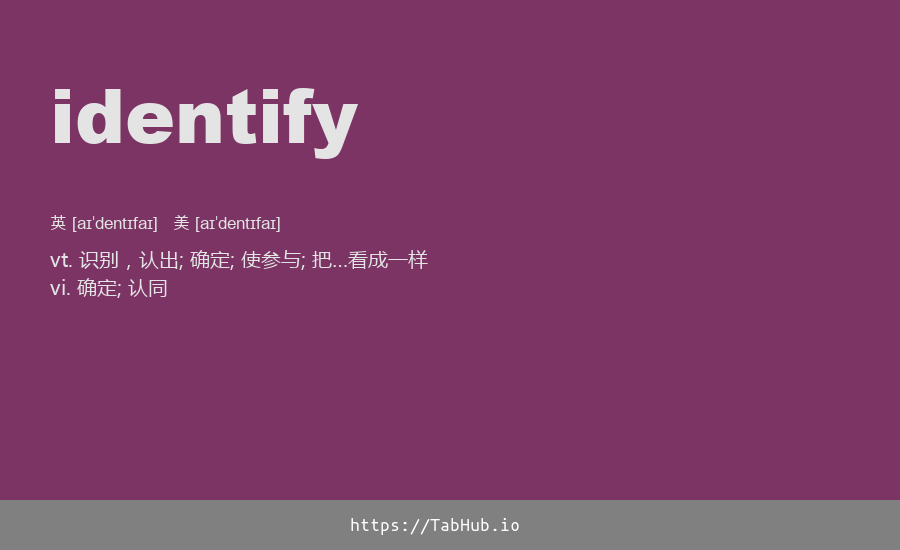 identify
英 [aɪˈdentɪfaɪ] 美 [aɪˈdentɪfaɪ]
vt. 识别，认出; 确定; 使参与; 把...看成一样
vi. 确定; 认同
https://TabHub.io